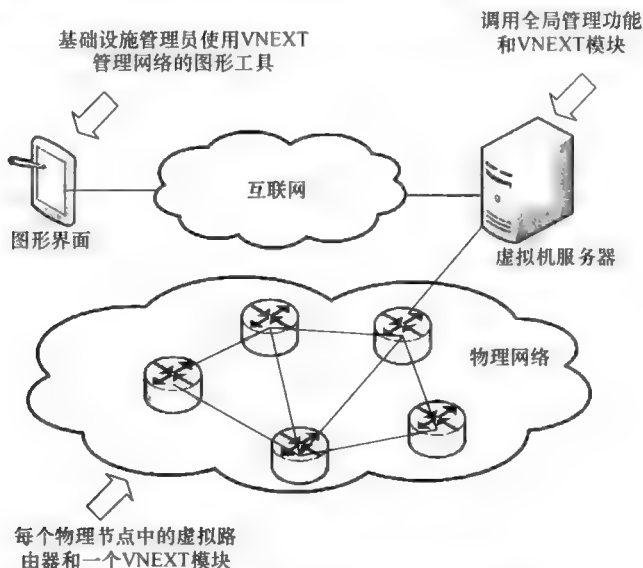 基础设施管理员使用VNEXT
管理网络的图形工具
调用全局管理功能
和VNEXT模块
互联网
图形界面
虚拟机服务器
物理网络
每个物理节点中的虚拟路
由器和一个VNEXT模块